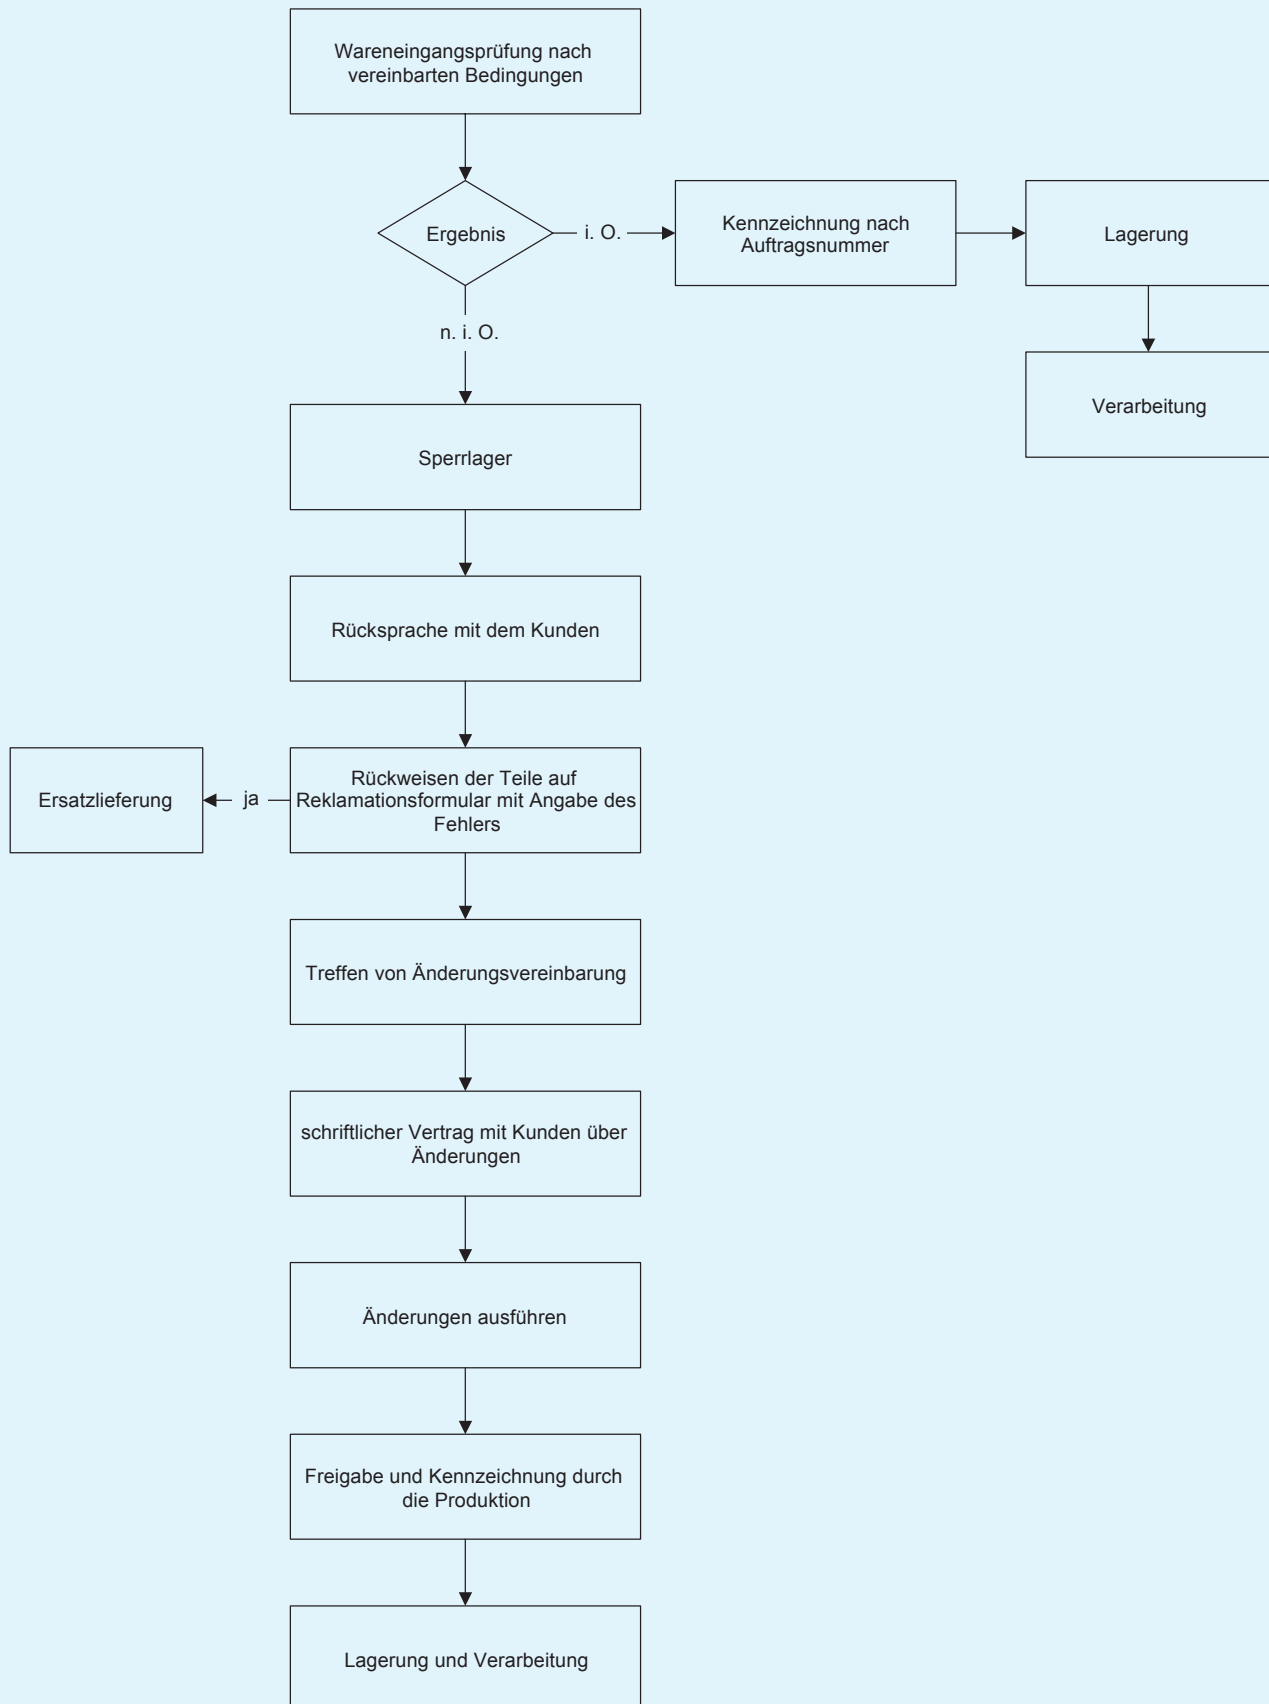 Wareneingangsprüfung nach
vereinbarten Bedingungen
Ergebnis
i. O.
Kennzeichnung nach
Auftragsnummer
Lagerung
n. i. O.
Verarbeitung
Sperrlager
Rücksprache mit dem Kunden
Ersatzlieferung
ja
Rückweisen der Teile auf
Reklamationsformular mit Angabe des
Fehlers
Treffen von Änderungsvereinbarung
schriftlicher Vertrag mit Kunden über
Änderungen
Änderungen ausführen
Freigabe und Kennzeichnung durch
die Produktion
Lagerung und Verarbeitung